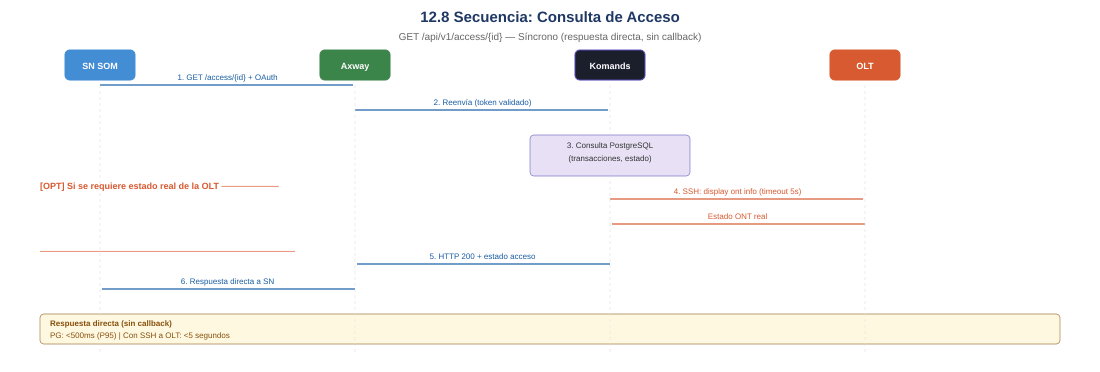 12.8 Secuencia: Consulta de Acceso
GET /api/v1/access/{id} — Síncrono (respuesta directa, sin callback)
SN SOM
Axway
Komands
OLT
1. GET /access/{id} + OAuth
2. Reenvía (token validado)
3. Consulta PostgreSQL
(transacciones, estado)
[OPT] Si se requiere estado real de la OLT ───────
4. SSH: display ont info (timeout 5s)
Estado ONT real
5. HTTP 200 + estado acceso
6. Respuesta directa a SN
Respuesta directa (sin callback)
PG: <500ms (P95) | Con SSH a OLT: <5 segundos